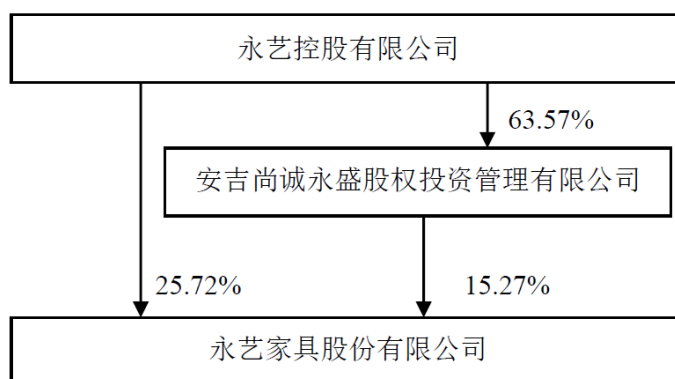 永艺控股有限公司
63.57%
安吉尚诚永盛股权投资管理有限公司
25.72%
15.27%
永艺家具股份有限公司